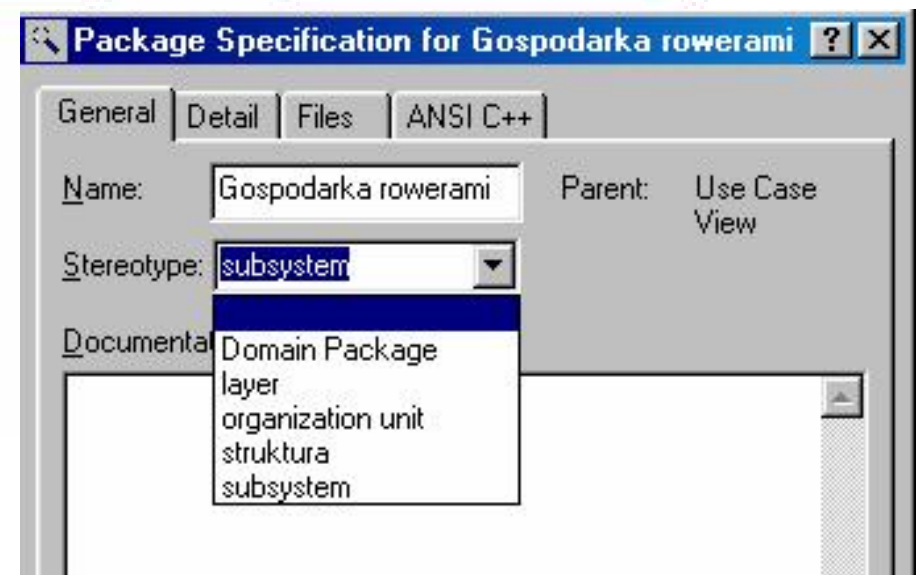 Package Specification for Gospodarka rowerami
General Detail Files ANSI C++
Name: Gospodarka rowerami Parent: Use Case
View
Stereotype: subsystem
Documenta
Domain Package
layer
organization unit
struktura
subsystem